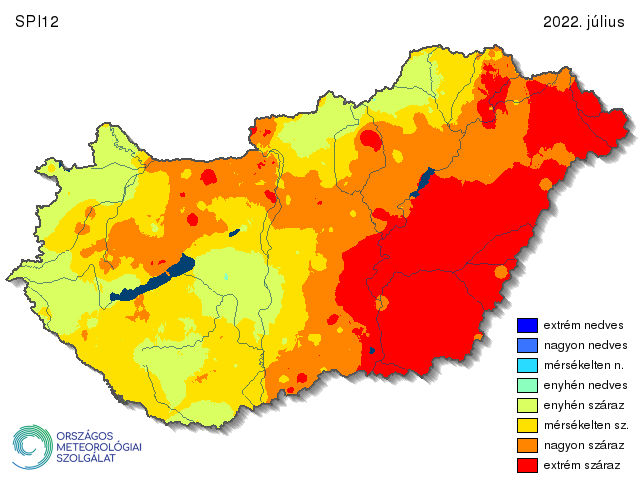 SPI12
2022. július
extrém nedves
nagyon nedves
mérsékelten n.
enyhén nedves
enyhén száraz
mérsékelten sz.
nagyon száraz
extrém száraz
ORSZÁGOS
METEOROLÓGIAI
SZOLGÁLAT